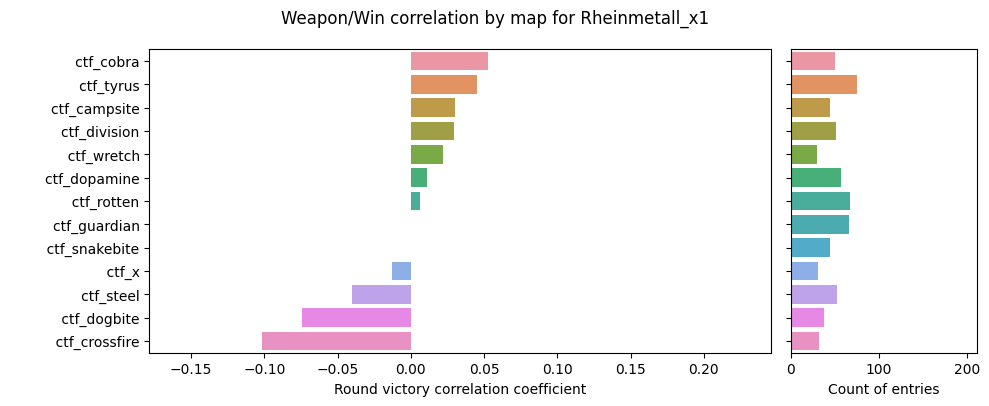 Weapon/Win correlation by map for Rheinmetall_x1
ctf_cobra
ctf_tyrus
ctf_campsite
ctf_division
ctf_wretch
ctf_dopamine
ctf_rotten
ctf_guardian
ctf_snakebite
ctf_x
ctf_steel
ctf_dogbite
ctf_crossfire
−0.15 −0.10 −0.05 0.00 0.05 0.10 0.15 0.20
Round victory correlation coefficient
0 100 200
Count of entries